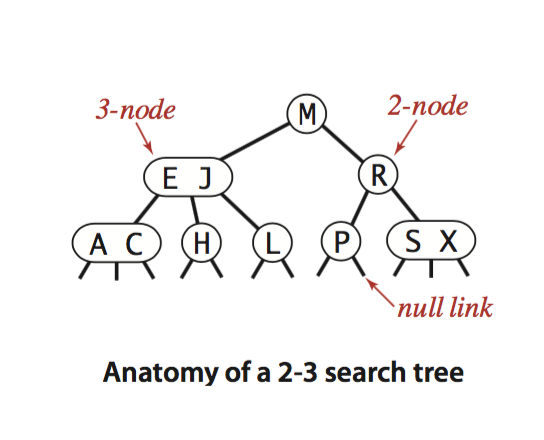 3-node
2-node
M
E J
R
A C
H
L
P
S X
null link
Anatomy of a 2-3 search tree